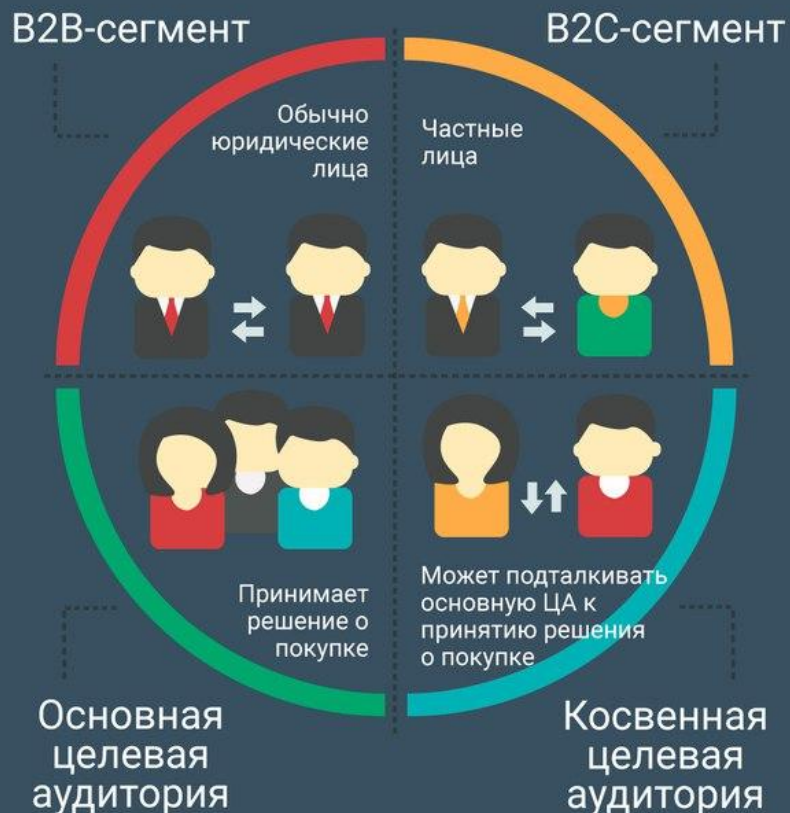 B2B-сегмент
B2C-сегмент
Обычно
юридические
лица
Частные
лица
Принимает
решение о
покупке
Может подталкивать
основную ЦА к
принятию решения
о покупке
Основная
целевая
аудитория
Косвенная
целевая
аудитория